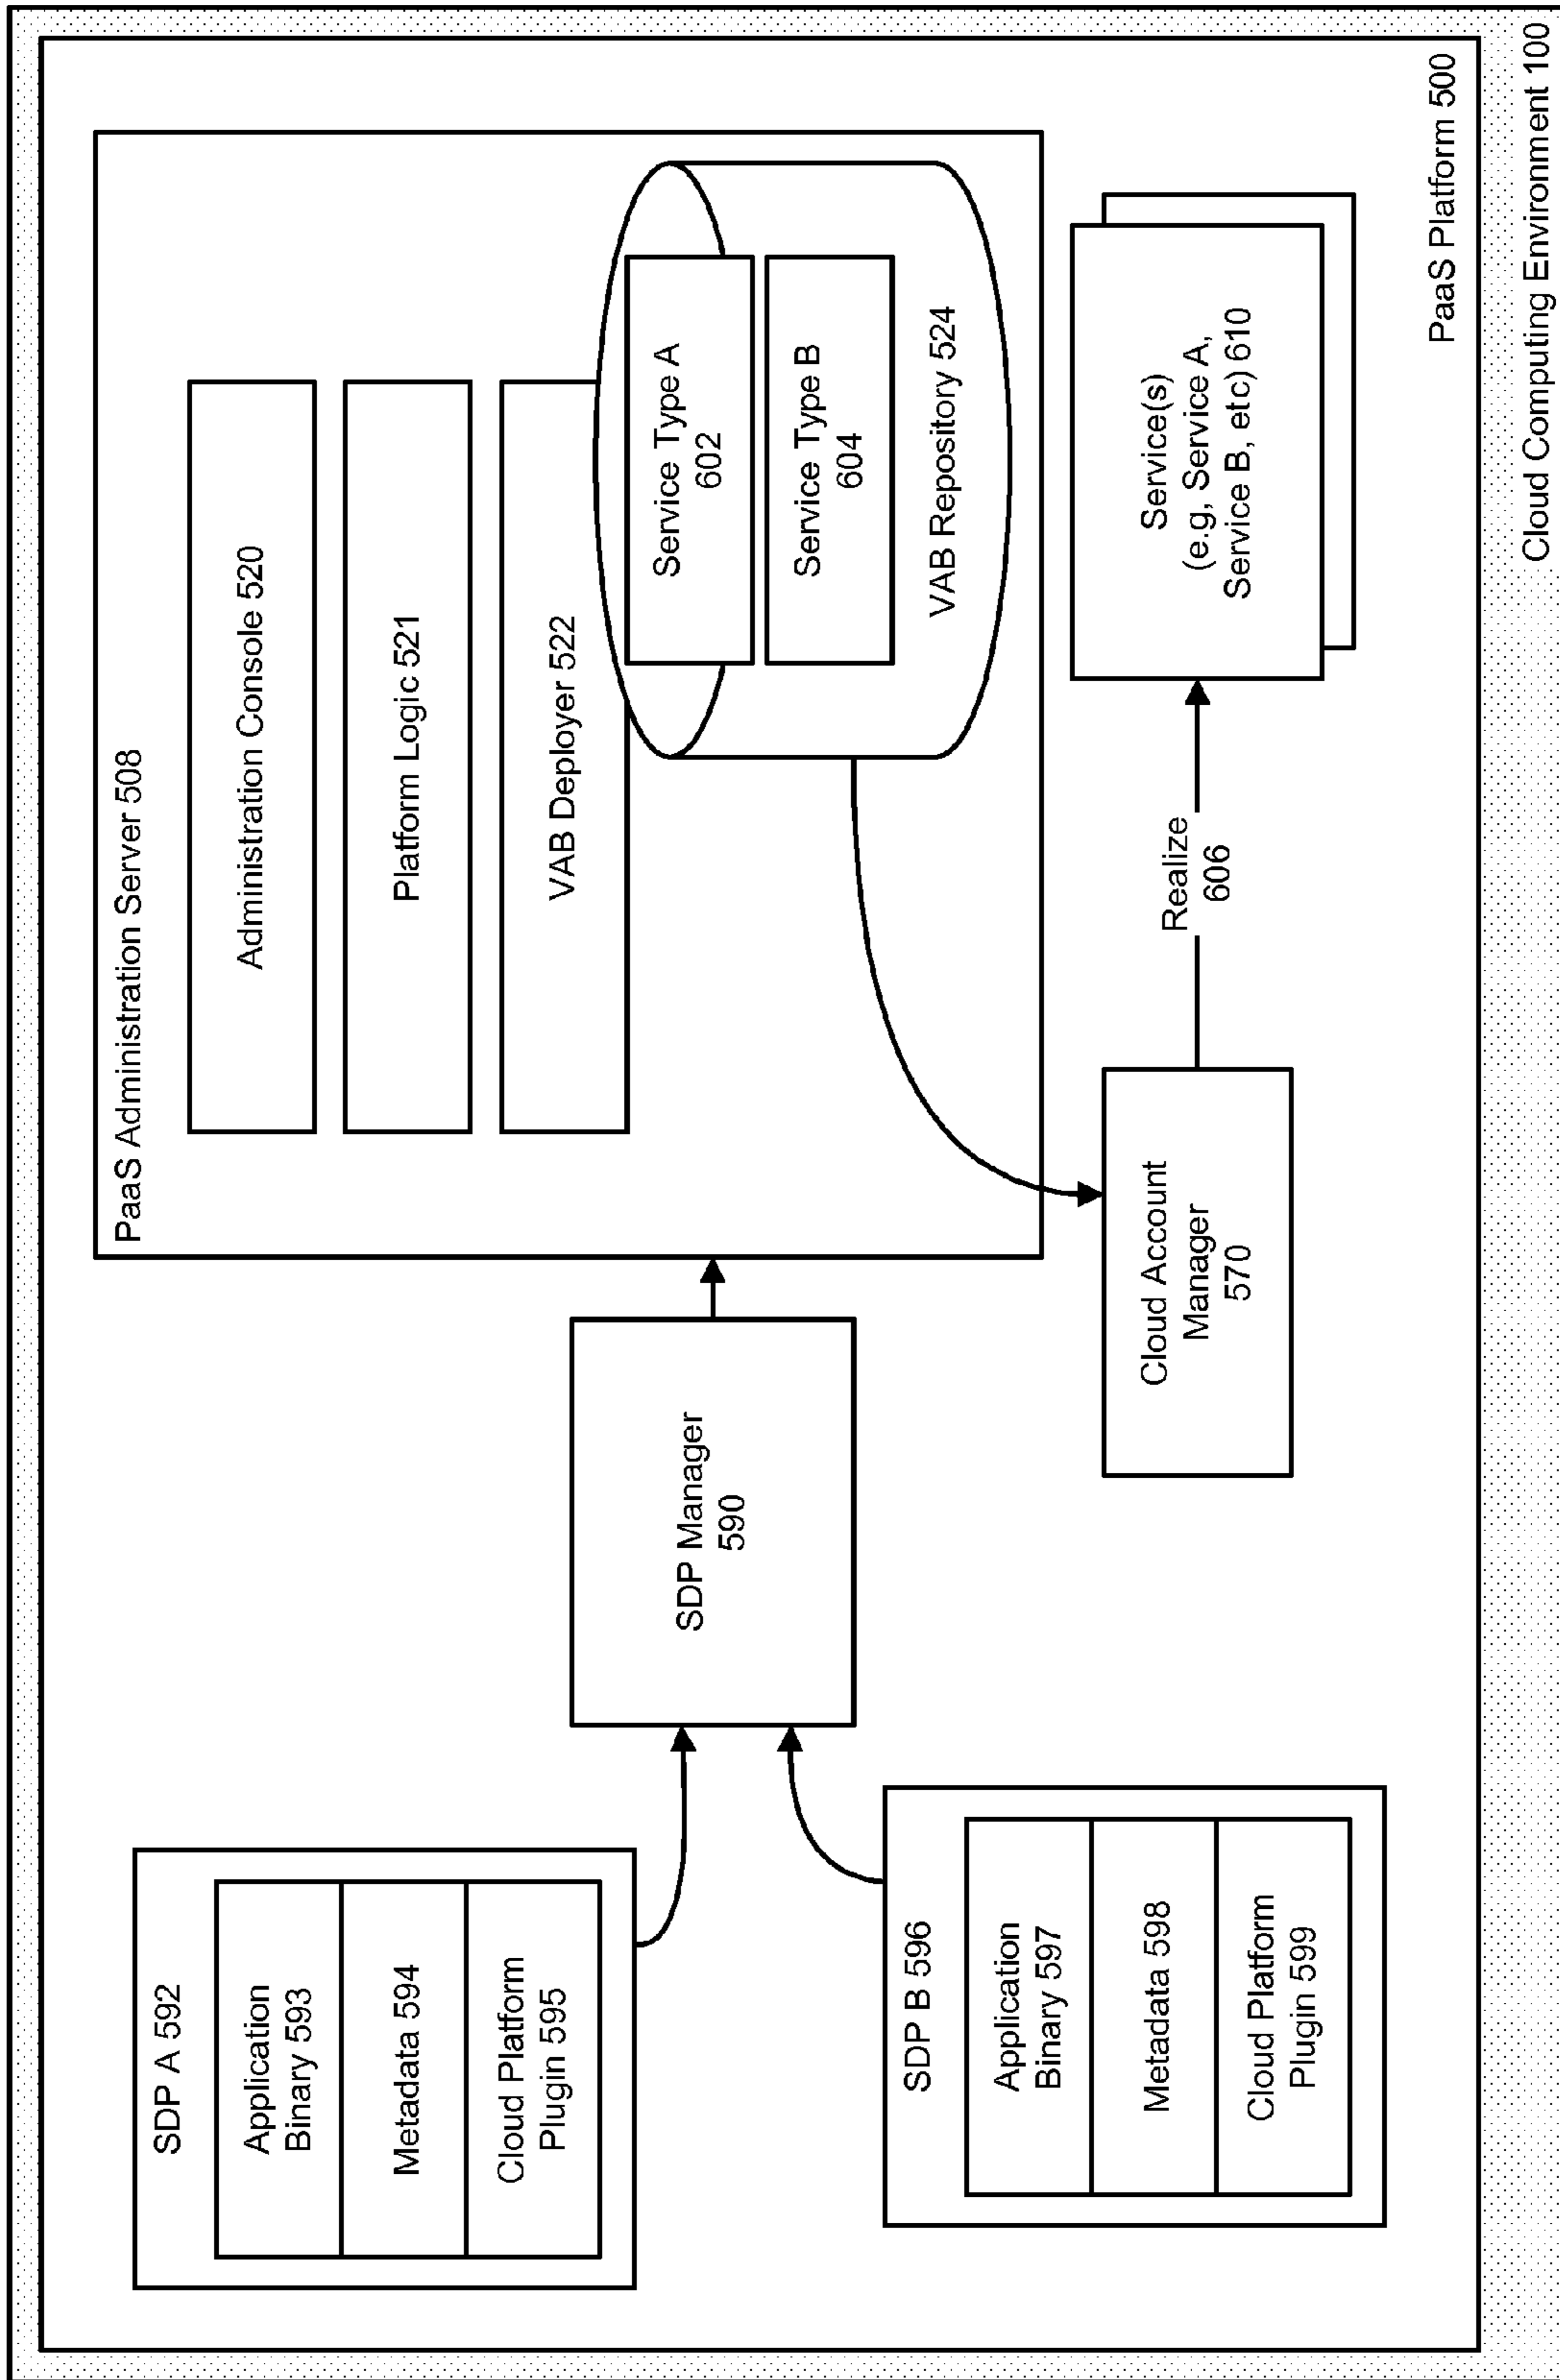 SDP A 592
Application
Binary 593
Metadata 594
Cloud Platform
Plugin 595
SDP B 596
Application
Binary 597
Metadata 598
Cloud Platform
Plugin 599
SDP Manager
590
PaaS Administration Server 508
Administration Console 520
Platform Logic 521
VAB Deployer 522
Service Type A
602
Service Type B
604
VAB Repository 524
Cloud Account
Manager
570
Realize
606
Service(s)
(e.g, Service A,
Service B, etc) 610
PaaS Platform 500
Cloud Computing Environment 100